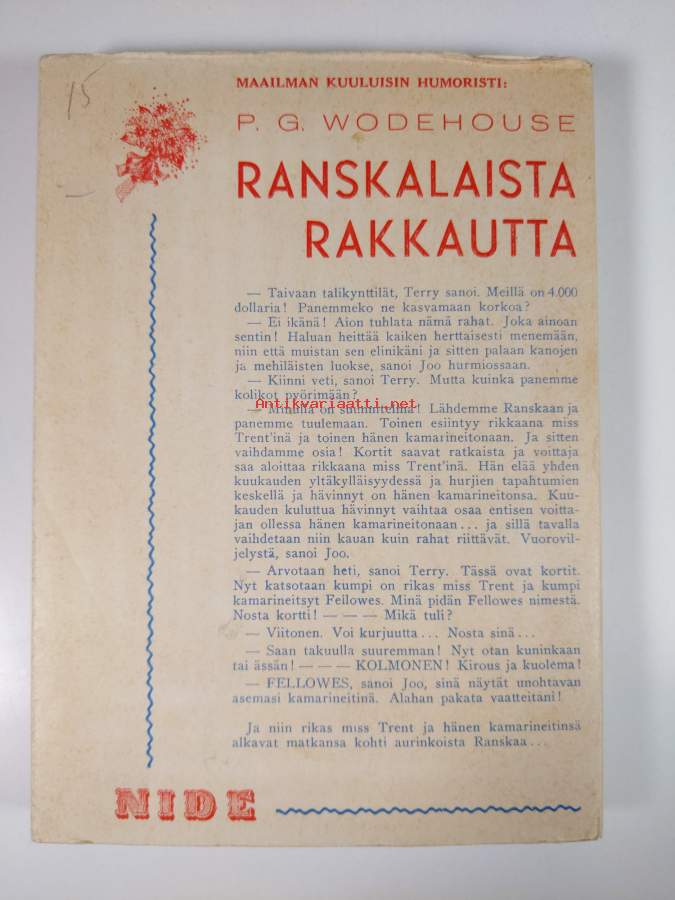 15
MAAILMAN KUULUISIN HUMORISTI:
P. G. WODEHOUSE
RANSKALAISTA
RAKKAUTTA
— Taivaan talikynttilät, Terry sanoi. Meillä on 4.000
dollaria! Panemmeko ne kasvamaan korkoa?
— Ei ikänä! Aion tuhlata nämä rahat. Joka ainoan
sentin! Haluan heittää kaiken herttaisesti menemään,
niin että muistan sen elinikäni ja sitten palaan kanojen
ja mehiläisten luokse, sanoi Joo hurmiossaan.
— Kiinni veti, sanoi Terry. Mutta kuinka panemme
kolikot pyörimään?
Antikvariaatti.net
— Minulla on suunnitelma! Lähdemme Ranskaan ja
panemme tuulemaan. Toinen esiintyy rikkaana miss
Trent'inä ja toinen hänen kamarineitonaan. Ja sitten
vaihdamme osia! Kortit saavat ratkaista ja voittaja
saa aloittaa rikkaana miss Trent'inä. Hän elää yhden
kuukauden yltäkylläisyydessä ja hurjien tapahtumien
keskellä ja hävinnyt on hänen kamarineitonsa. Kuu-
kauden kuluttua hävinnyt vaihtaa osaa entisen voitta-
jan ollessa hänen kamarineitonaan... ja sillä tavalla
vaihdetaan niin kauan kuin rahat riittävät. Vuorovil-
jelystä, sanoi Joo.
— Arvotaan heti, sanoi Terry. Tässä ovat kortit.
Nyt katsotaan kumpi on rikas miss Trent ja kumpi
kamarineitsyt Fellowes. Minä pidän Fellowes nimestä.
Nosta kortti! — — — Mikä tuli?
— Viitonen. Voi kurjuutta... Nosta sinä...
— Saan takuulla suuremman! Nyt otan kuninkaan
tai ässän! — — — KOLMONEN! Kirous ja kuolema!
— FELLOWES, sanoi Joo, sinä näytät unohtavan
asemasi kamarineitinä. Alahan pakata vaatteitani!
Ja niin rikas miss Trent ja hänen kamarineitinsä
alkavat matkansa kohti aurinkoista Ranskaa...
NIDE